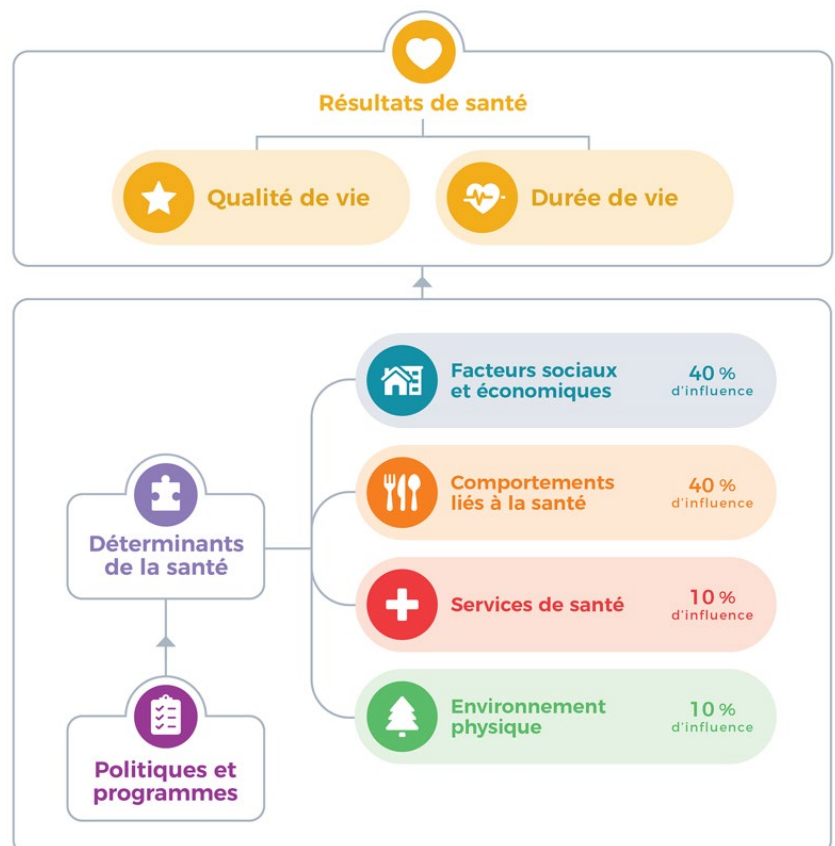 Résultats de santé
Qualité de vie
Durée de vie
Facteurs sociaux
et économiques
40 %
d'influence
Comportements
liés à la santé
40 %
d'influence
Déterminants
de la santé
Services de santé
10 %
d'influence
Environnement
physique
10 %
d'influence
Politiques et
programmes